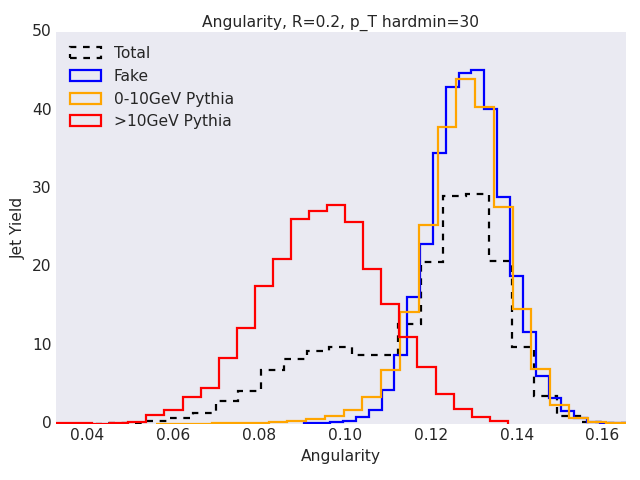 Angularity, R=0.2, p_T hardmin=30
50
40
30
20
10
0
Jet Yield
Total
Fake
0-10GeV Pythia
>10GeV Pythia
0.04 0.06 0.08 0.10 0.12 0.14 0.16
Angularity